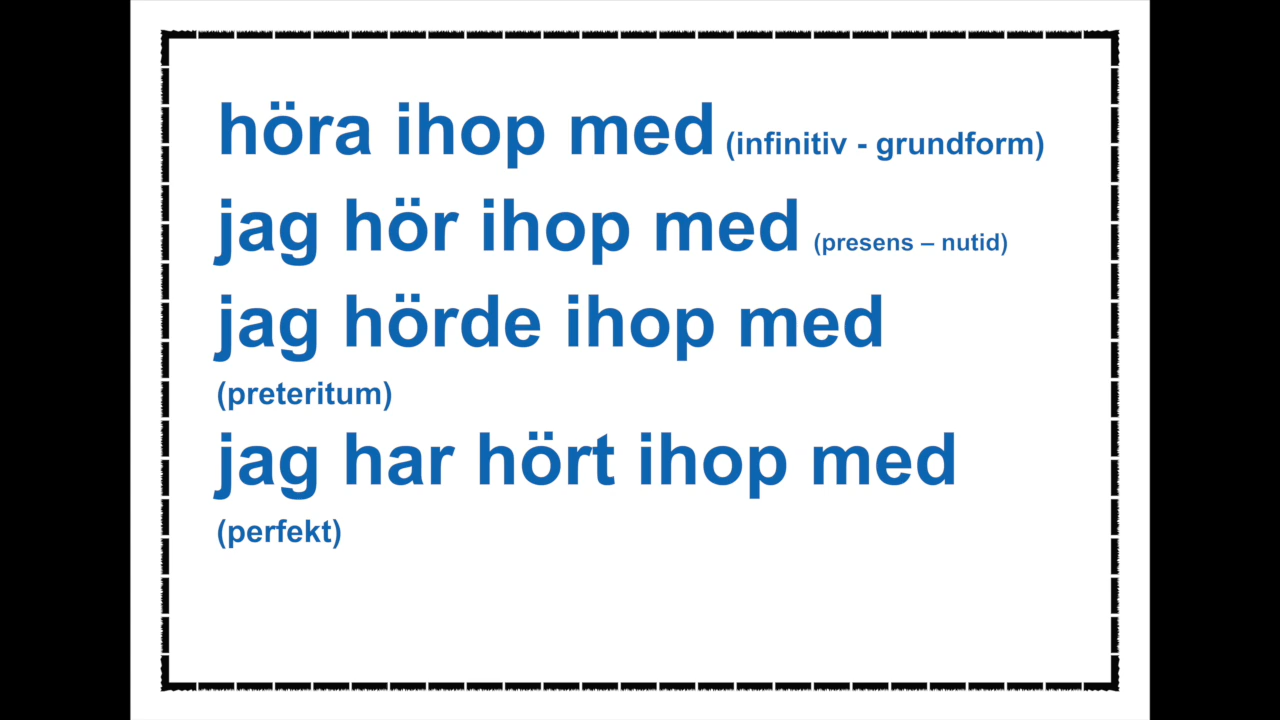 höra ihop med (infinitiv - grundform)
jag hör ihop med (presens – nutid)
jag hörde ihop med
(preteritum)
jag har hört ihop med
(perfekt)